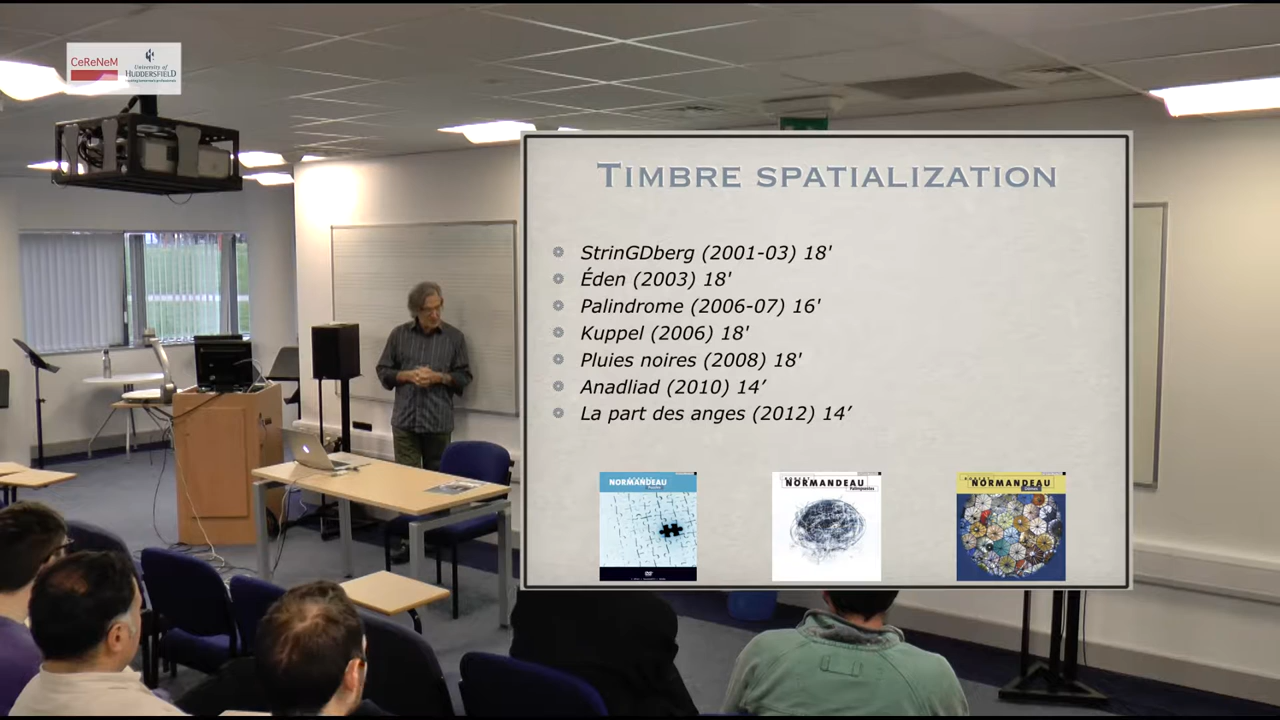 CeReNeM
University of
HUDDERSFIELD
TIMBRE SPATIALIZATION
StrinGDberg (2001-03) 18'
Éden (2003) 18'
Palindrome (2006-07) 16'
Kuppel (2006) 18'
Pluies noires (2008) 18'
Anadliad (2010) 14’
La part des anges (2012) 14’
NORMANDEAU
NORMANDEAU
Palimpsestes
NORMANDEAU